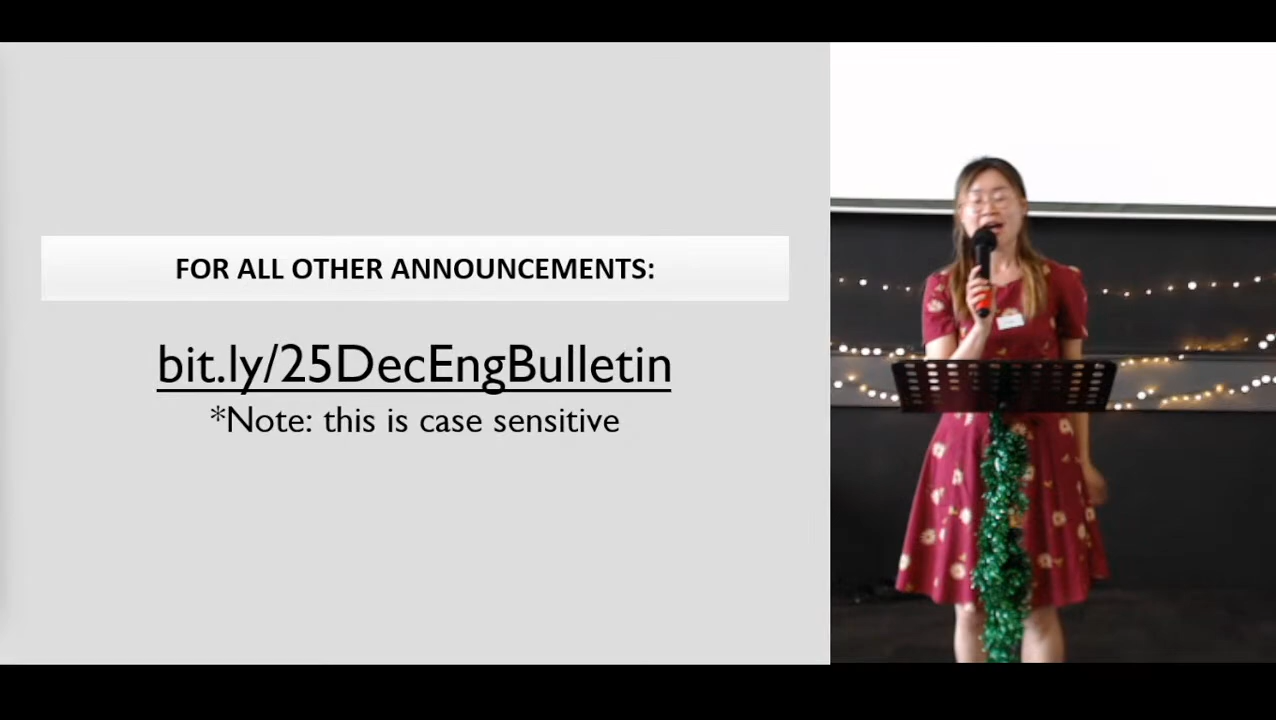 FOR ALL OTHER ANNOUNCEMENTS:
bit.ly/25DecEngBulletin
*Note: this is case sensitive